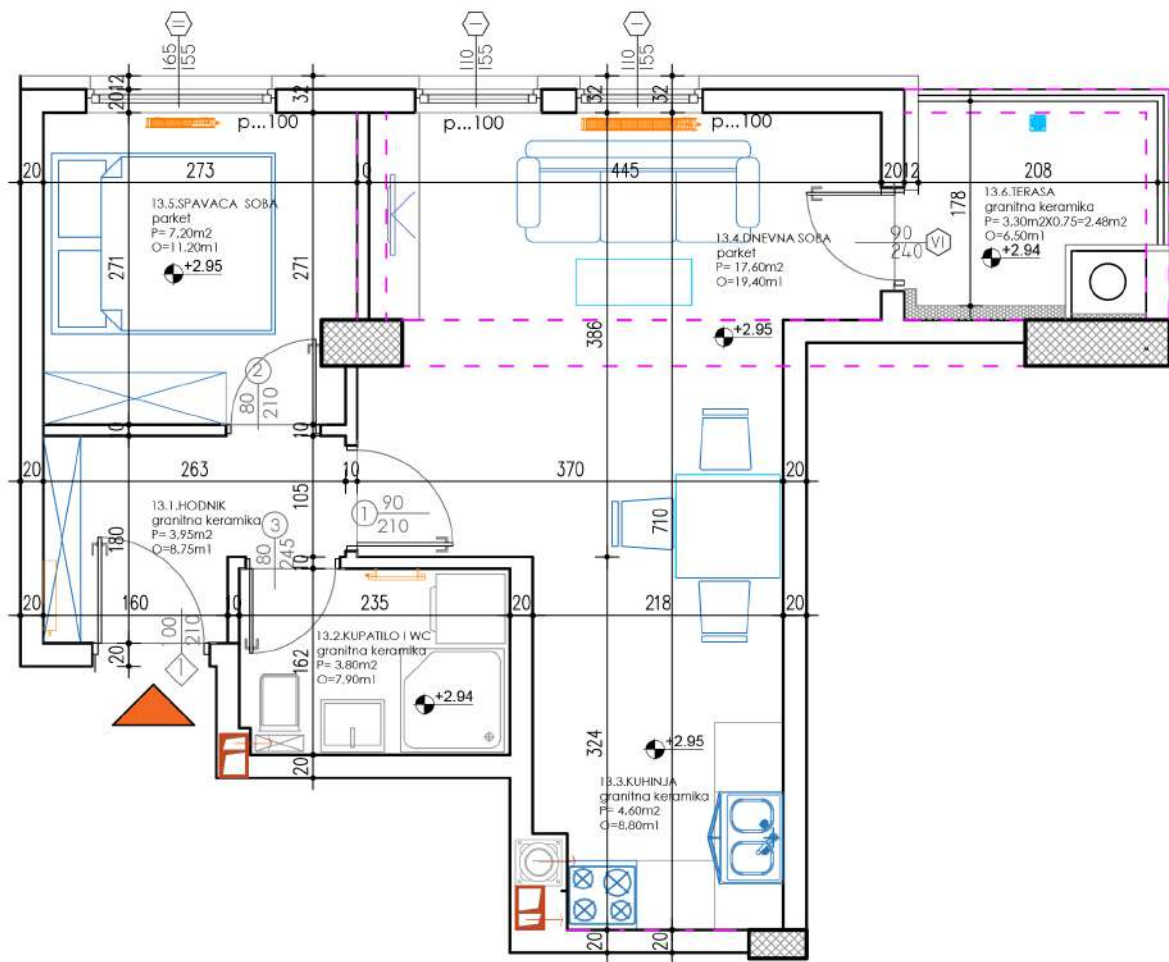 II
165
155
I
110
155
I
110
155
2012
32
32
32
p...100
p...100
p...100
20
273
10
445
2012
208
13.5.SPAVACA SOBA
parket
P= 7,20m2
O=11,20m1
+2.95
271
271
13.4.DNEVNA SOBA
parket
P= 17,60m2
O=19,40m1
+2.95
386
90
240
VI
178
13.6.TERASA
granitna keramika
P= 3,30m2X0.75=2.48m2
O=6,50m1
+2.94
2
80
210
10
10
20
263
10
370
20
13.1.HODNIK
granitna keramika
P= 3,95m2
O=8,75m1
180
105
1
90
210
3
80
245
10
710
20
160
10
235
20
218
20
100
210
I
20
13.2.KUPATILO I WC
granitna keramika
P= 3,80m2
O=7,90m1
162
+2.94
20
324
+2.95
13.3.KUHINJA
granitna keramika
P= 4,60m2
O=8,80m1
20
20